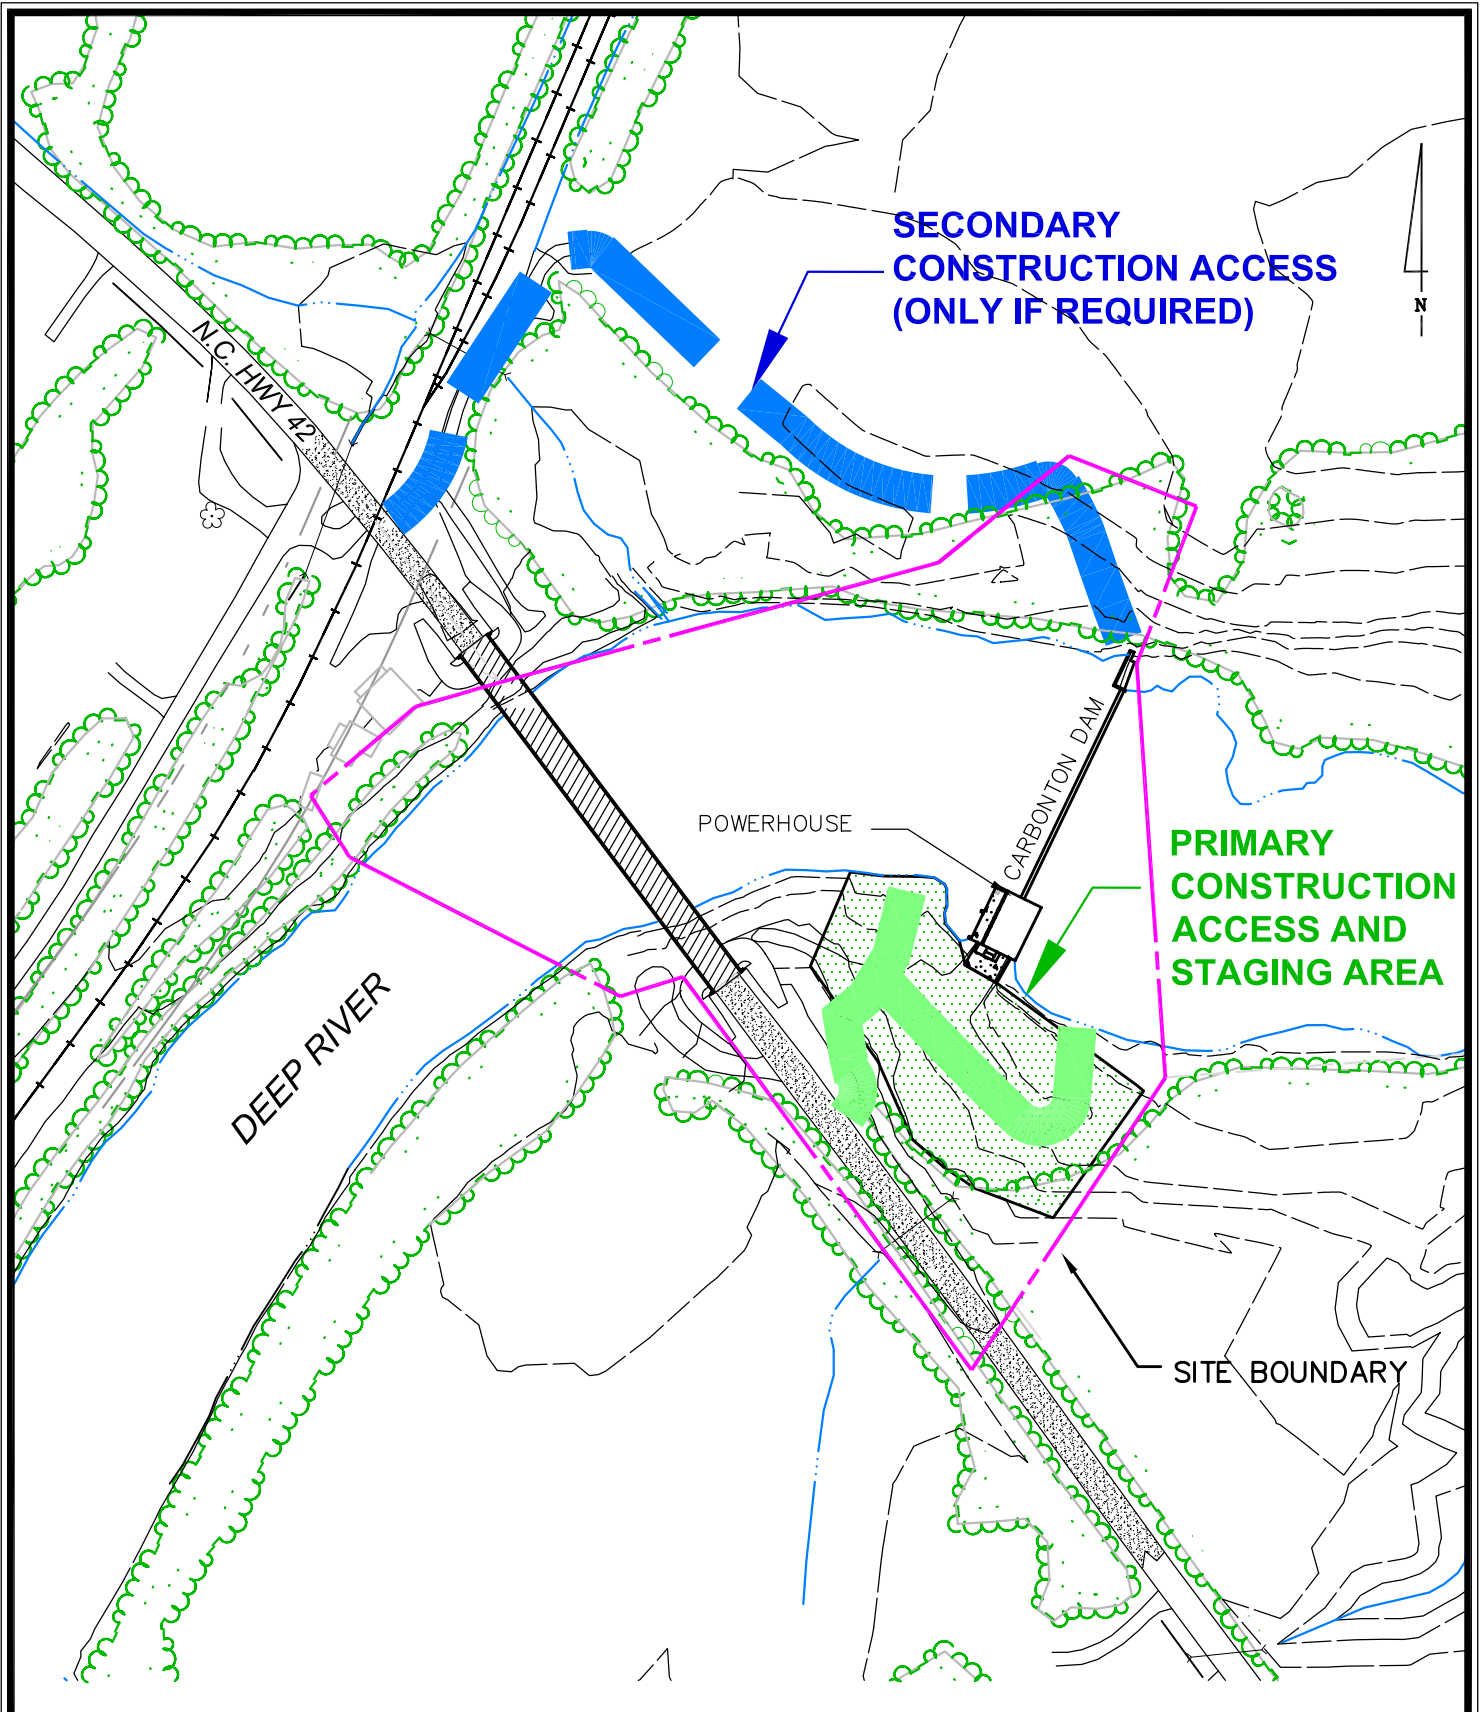 SECONDARY
CONSTRUCTION ACCESS
(ONLY IF REQUIRED)
N
N.C. HWY 42
CARBONTON DAM
POWERHOUSE
PRIMARY
CONSTRUCTION
ACCESS AND
STAGING AREA
DEEP RIVER
SITE BOUNDARY